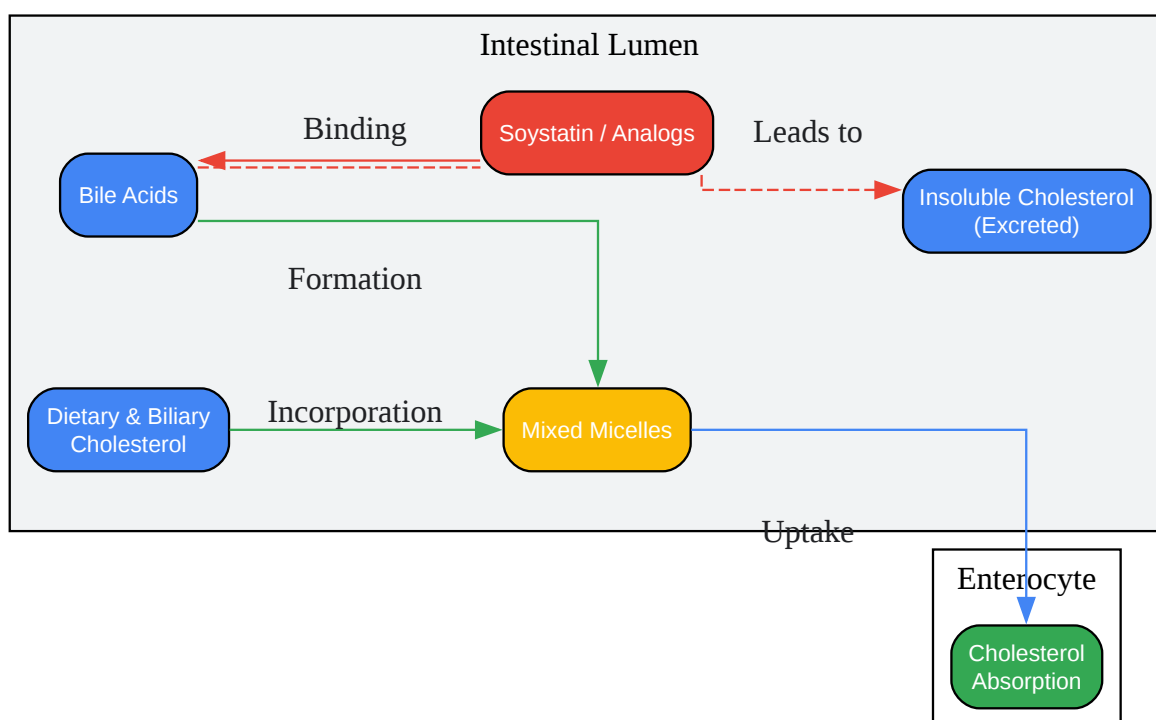 Intestinal Lumen
Binding
Soystatin / Analogs
Leads to
Bile Acids
Insoluble Cholesterol
(Excreted)
Formation
Dietary & Biliary
Cholesterol
Incorporation
Mixed Micelles
Uptake
Enterocyte
Cholesterol
Absorption